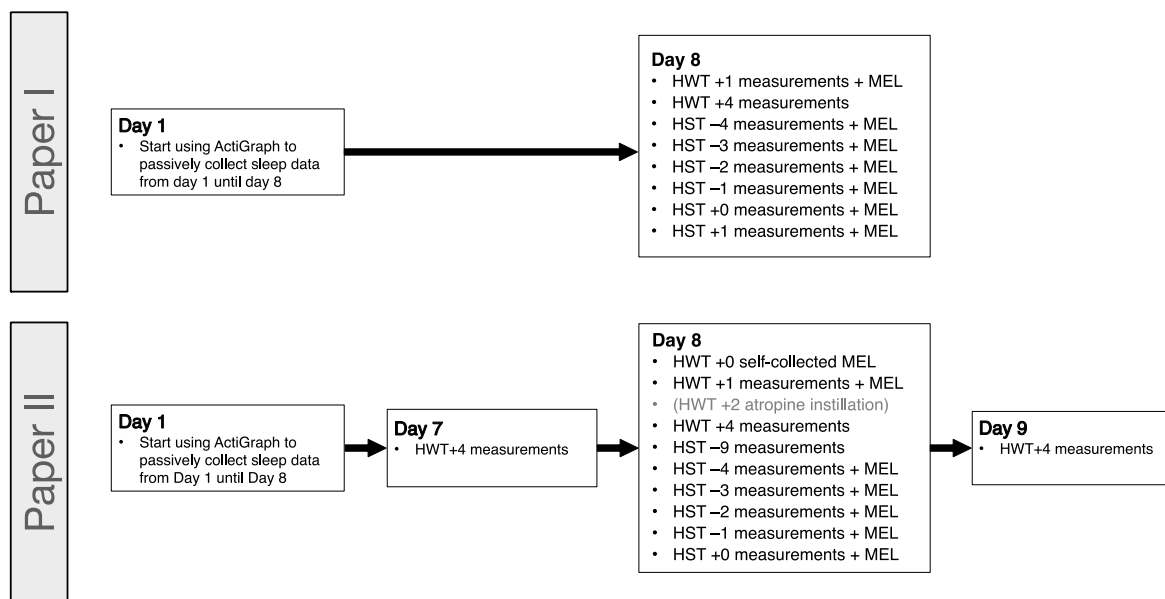 Paper I
Day 1
• Start using ActiGraph to
passively collect sleep data
from day 1 until day 8
Day 8
• HWT +1 measurements + MEL
• HWT +4 measurements
• HST −4 measurements + MEL
• HST −3 measurements + MEL
• HST −2 measurements + MEL
• HST −1 measurements + MEL
• HST +0 measurements + MEL
• HST +1 measurements + MEL
Paper II
Day 1
• Start using ActiGraph to
passively collect sleep data
from Day 1 until Day 8
Day 7
• HWT+4 measurements
Day 8
• HWT +0 self-collected MEL
• HWT +1 measurements + MEL
• (HWT +2 atropine instillation)
• HWT +4 measurements
• HST −9 measurements
• HST −4 measurements + MEL
• HST −3 measurements + MEL
• HST −2 measurements + MEL
• HST −1 measurements + MEL
• HST +0 measurements + MEL
Day 9
• HWT+4 measurements